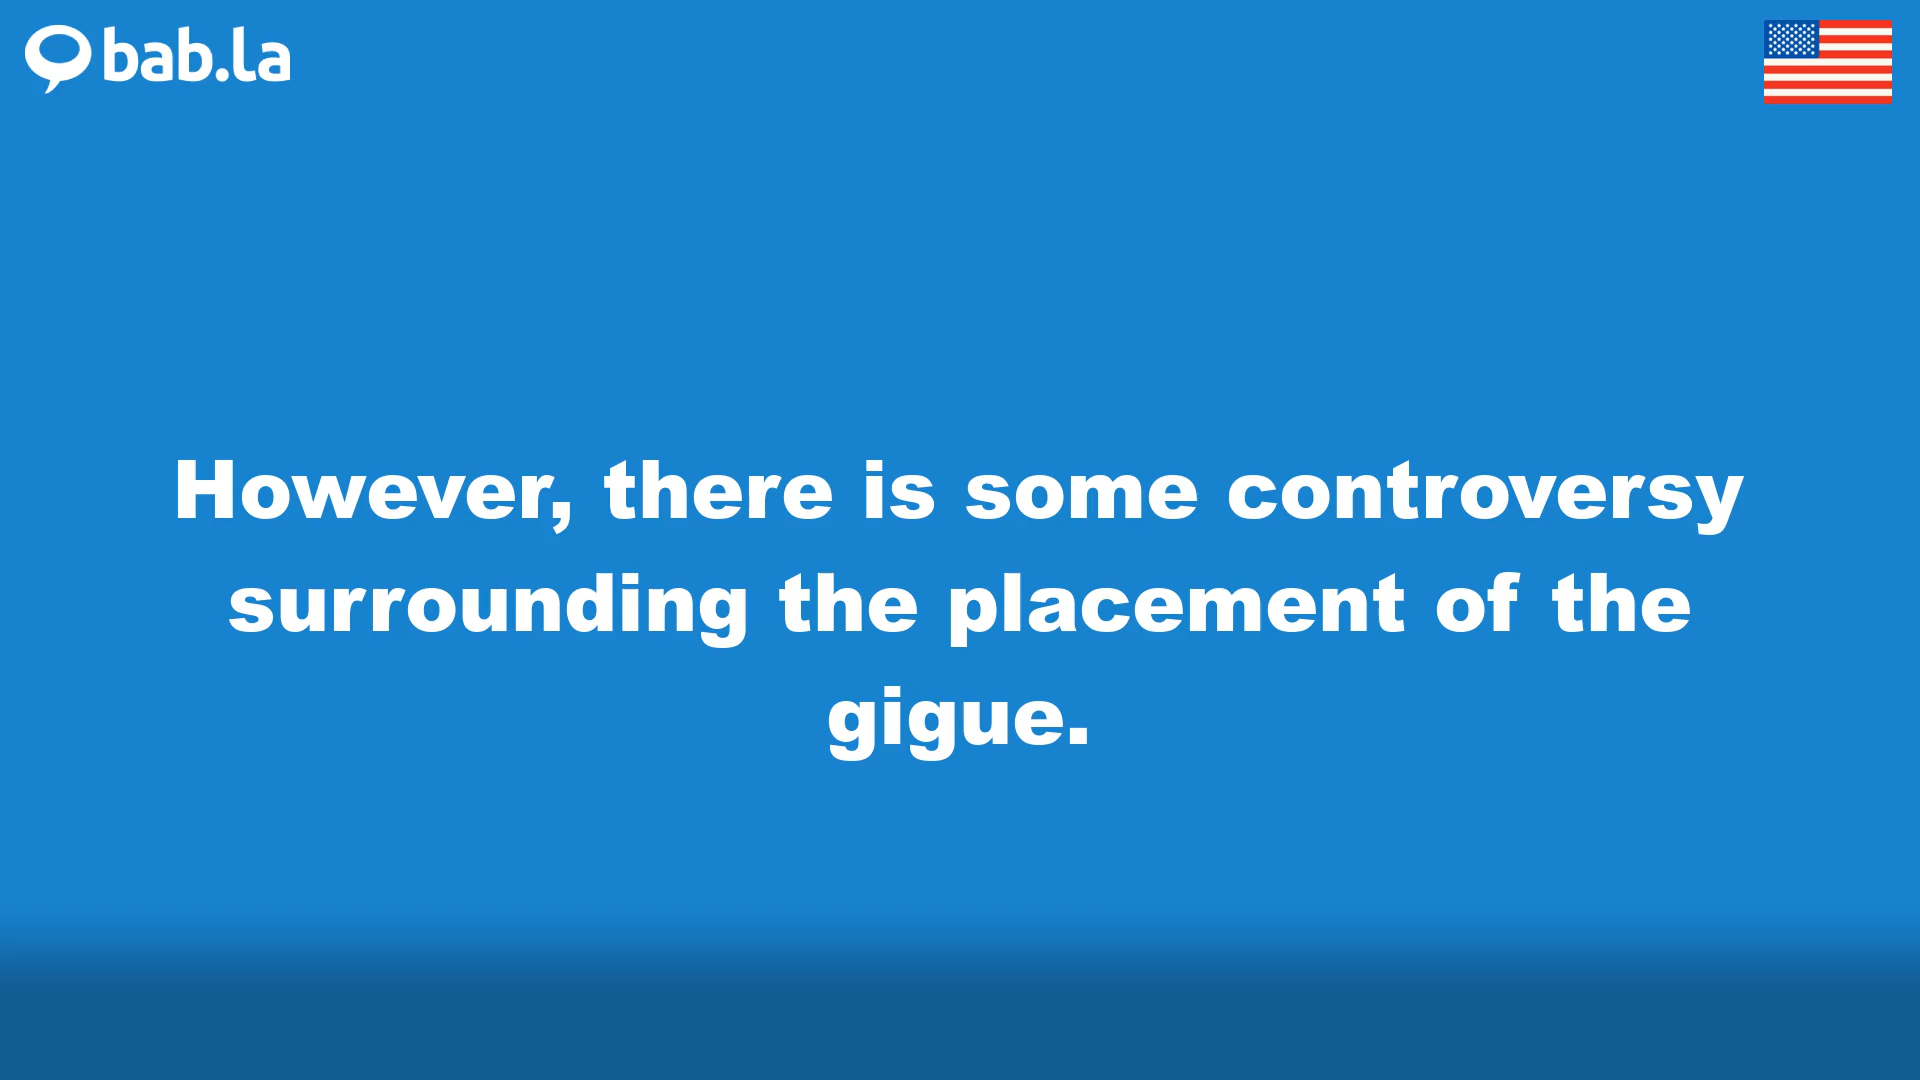 bab.la
However, there is some controversy
surrounding the placement of the
gigue.